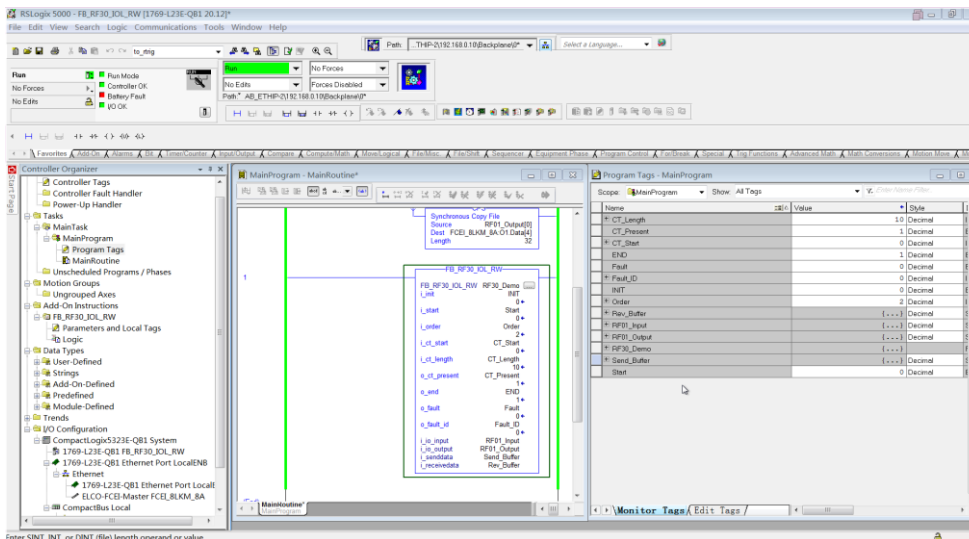 RSLogix 5000 - FB_RF30_IOL_RW [1769-L23E-QB1 20.12]*
File Edit View Search Logic Communications Tools Window Help
to_itrig
Path: ...THIP-2\192.168.0.10\Backplane\0*
Select a Language...
Run
Run Mode
No Forces
Controller OK
Battery Fault
No Edits
I/O OK
Run
No Forces
No Edits
Forces Disabled
Path:* AB_ETHIP-2\192.168.0.10\Backplane\0*
Favorites Add-On Alarms Bit Timer/Counter Input/Output Compare Compute/Math Move/Logical File/Misc. File/Shift Sequencer Equipment Phase Program Control For/Break Special Trig Functions Advanced Math Math Conversions Motion Move
Start Page
Controller Organizer
Controller Tags
Controller Fault Handler
Power-Up Handler
Tasks
MainTask
MainProgram
Program Tags
MainRoutine
Unscheduled Programs / Phases
Motion Groups
Ungrouped Axes
Add-On Instructions
FB_RF30_IOL_RW
Parameters and Local Tags
Logic
Data Types
User-Defined
Strings
Add-On-Defined
Predefined
Module-Defined
Trends
I/O Configuration
CompactLogix5323E-QB1 System
1769-L23E-QB1 FB_RF30_IOL_RW
1769-L23E-QB1 Ethernet Port LocalENB
Ethernet
1769-L23E-QB1 Ethernet Port LocalE
ELCO-FCEI-Master FCEI_BLKM_8A
CompactBus Local
MainProgram - MainRoutine*
Synchronous Copy File
Source RF01_Output[0]
Dest FCEI_BLKM_8A:O1.Data[4]
Length 32
1
FB_RF30_IOL_RW
FB_RF30_IOL_RW RF30_Demo
i_init INIT
0
i_start Start
0
i_order Order
2
i_ct_start CT_Start
0
i_ct_length CT_Length
10
o_ct_present CT_Present
1
o_end END
1
o_fault Fault
0
o_fault_id Fault_ID
0
i_io_input RF01_Input
i_io_output RF01_Output
i_senddata Send_Buffer
i_receivedata Rev_Buffer
MainRoutine*
MainProgram
Program Tags - MainProgram
Scope: MainProgram Show: All Tags Enter Name Filter
Name Value Style
CT_Length 10 Decimal
CT_Present 1 Decimal
CT_Start 0 Decimal
END 1 Decimal
Fault 0 Decimal
Fault_ID 0 Decimal
INIT 0 Decimal
Order 2 Decimal
Rev_Buffer {...} Decimal
RF01_Input {...} Decimal
RF01_Output {...} Decimal
RF30_Demo {...}
Send_Buffer {...} Decimal
Start 0 Decimal
Monitor Tags Edit Tags
Enter SINT, INT, or DINT (file) length operand or value.